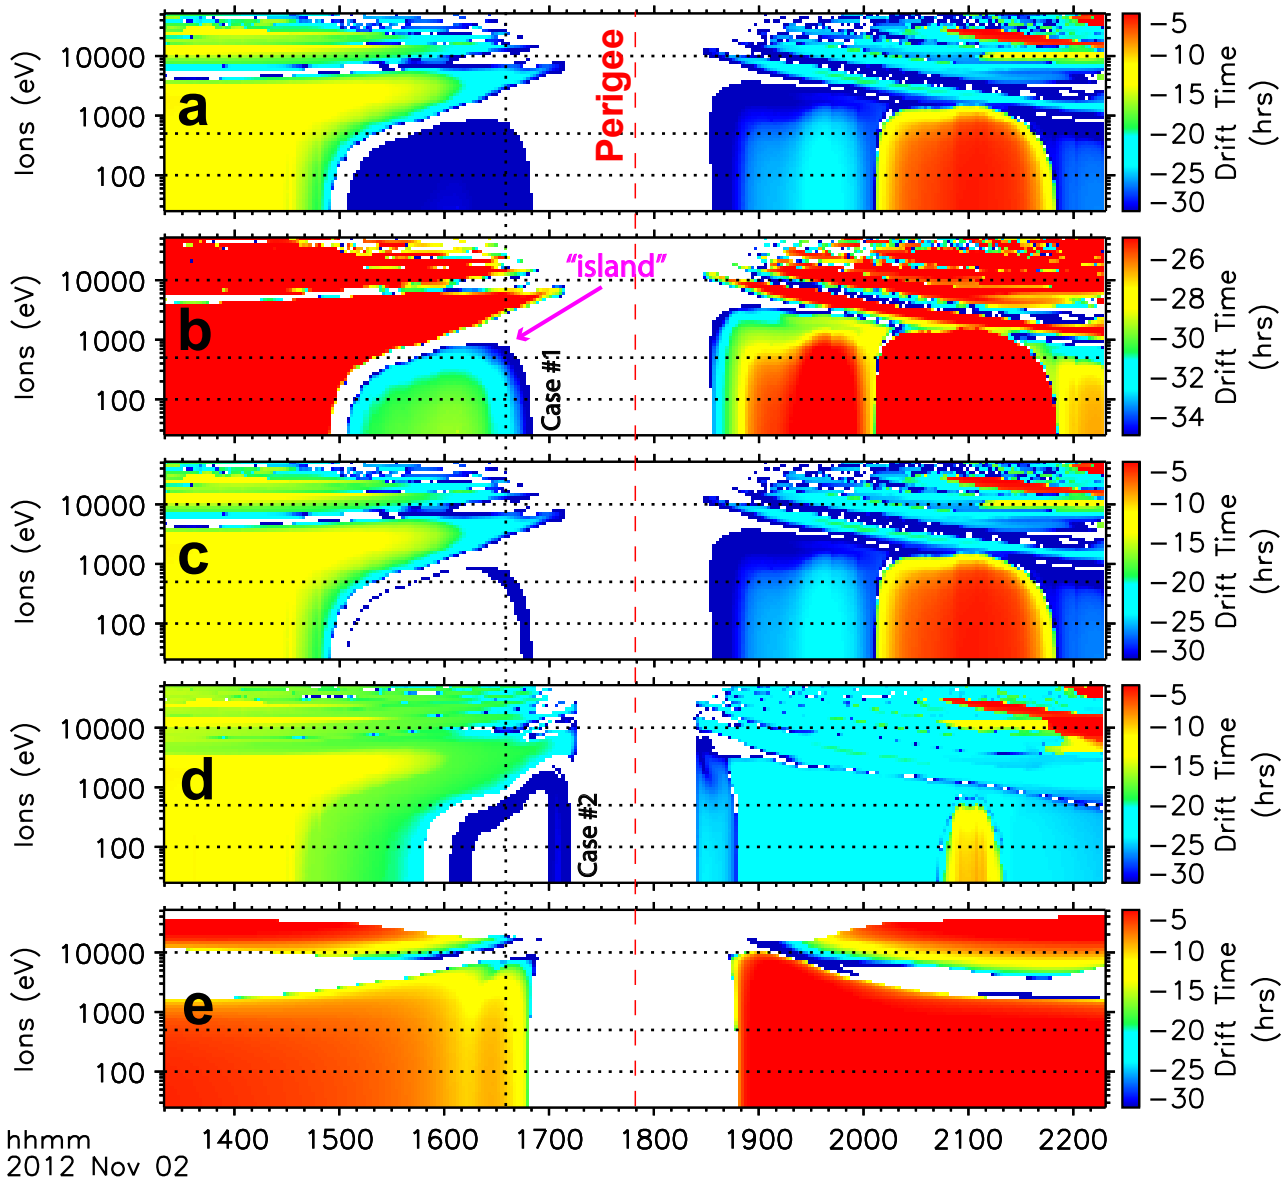 Ions (eV)
10000
1000
100
a
Perigee
−5
−10
−15
−20
−25
−30
Drift Time
(hrs)
Ions (eV)
10000
1000
100
b
“island”
Case #1
−26
−28
−30
−32
−34
Drift Time
(hrs)
Ions (eV)
10000
1000
100
c
−5
−10
−15
−20
−25
−30
Drift Time
(hrs)
Ions (eV)
10000
1000
100
d
Case #2
−5
−10
−15
−20
−25
−30
Drift Time
(hrs)
Ions (eV)
10000
1000
100
e
−5
−10
−15
−20
−25
−30
Drift Time
(hrs)
hhmm 1400 1500 1600 1700 1800 1900 2000 2100 2200
2012 Nov 02